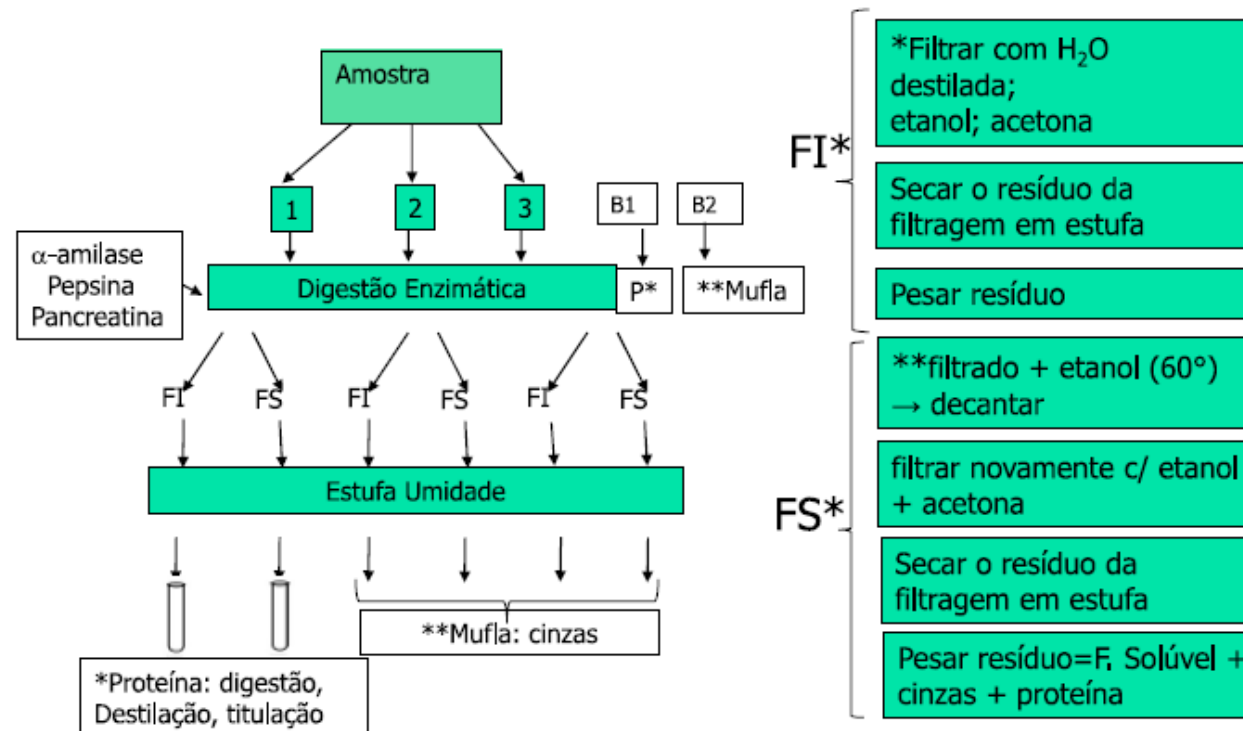 Amostra
1
2
3
B1
B2
α-amilase
Pepsina
Pancreatina
Digestão Enzimática
P*
**Mufla
FI
FS
FI
FS
FI
FS
Estufa Umidade
**Mufla: cinzas
*Proteína: digestão,
Destilação, titulação
FI*
*Filtrar com H₂O
destilada;
etanol; acetona
Secar o resíduo da
filtragem em estufa
Pesar resíduo
FS*
**filtrado + etanol (60°)
→ decantar
filtrar novamente c/ etanol
+ acetona
Secar o resíduo da
filtragem em estufa
Pesar resíduo=F. Solúvel +
cinzas + proteína